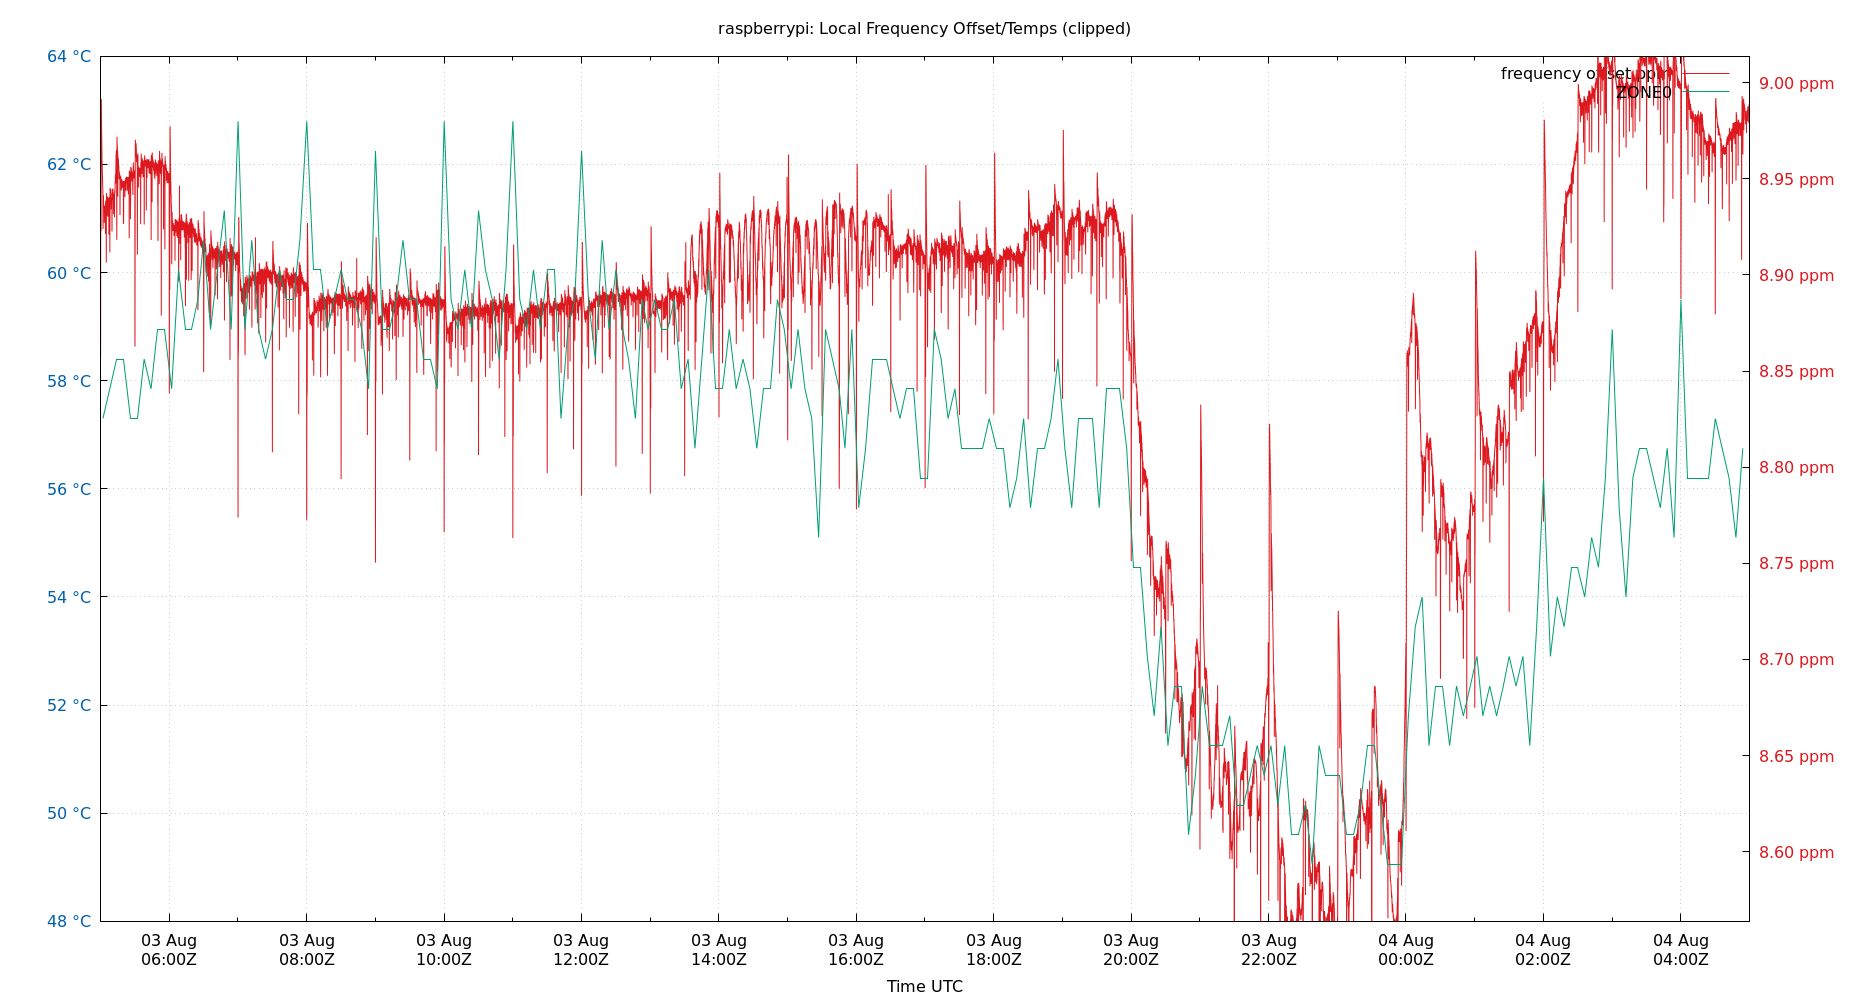 raspberrypi: Local Frequency Offset/Temps (clipped)
64 °C
62 °C
60 °C
58 °C
56 °C
54 °C
52 °C
50 °C
48 °C
frequency offset ppm
ZONE0
9.00 ppm
8.95 ppm
8.90 ppm
8.85 ppm
8.80 ppm
8.75 ppm
8.70 ppm
8.65 ppm
8.60 ppm
03 Aug
06:00Z
03 Aug
08:00Z
03 Aug
10:00Z
03 Aug
12:00Z
03 Aug
14:00Z
03 Aug
16:00Z
03 Aug
18:00Z
03 Aug
20:00Z
03 Aug
22:00Z
04 Aug
00:00Z
04 Aug
02:00Z
04 Aug
04:00Z
Time UTC